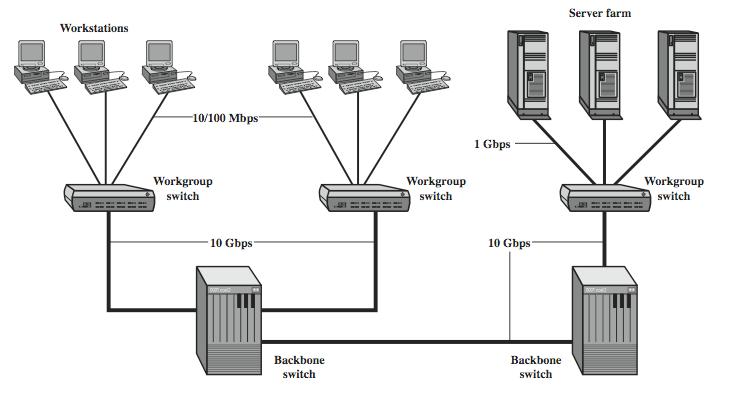 Server farm
Workstations
10/100 Mbps
1 Gbps
Workgroup
switch
Workgroup
switch
Workgroup
switch
10 Gbps
10 Gbps
Backbone
switch
Backbone
switch